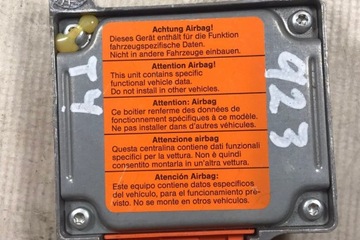 Achtung Airbag!
Dieses Gerät enthält für die Funktion
fahrzeugspezifische Daten.
Nicht in andere Fahrzeuge einbauen.
Attention Airbag!
This unit contains specific
functional vehicle data.
Do not install in other vehicles.
Attention: Airbag
Ce boitier renferme des données de
fonctionnement spécifiques à ce modèle.
Ne pas installer dans d'autres véhicules.
Attenzione airbag
Questa centralina contiene dati funzionali
specifici per la vettura. Non è quindi
consentito montarla in un'altra vettura.
Atención Airbag:
Este equipo contiene datos específicos
del vehículo, para el funcionamiento pre-
visto. No se monte en otros vehículos.
T4
923